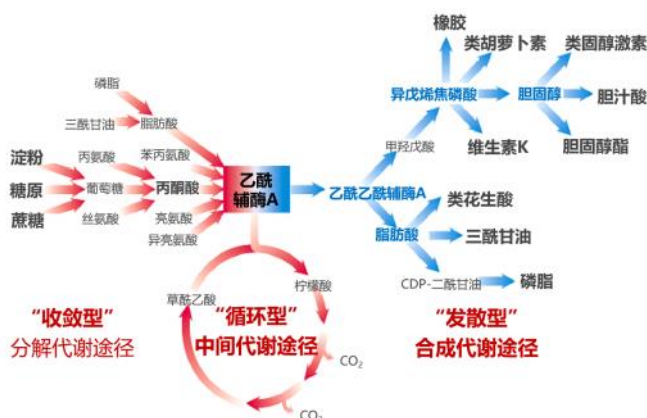 橡胶
类胡萝卜素
类固醇激素
磷脂
异戊烯焦磷酸
胆固醇
胆汁酸
三酰甘油
脂肪酸
甲羟戊酸
维生素K
胆固醇酯
淀粉
丙氨酸
苯丙氨酸
糖原
葡萄糖
丙酮酸
乙酰
辅酶A
乙酰乙酰辅酶A
类花生酸
蔗糖
丝氨酸
亮氨酸
异亮氨酸
脂肪酸
三酰甘油
CDP-二酰甘油
磷脂
草酰乙酸
柠檬酸
“收敛型”
分解代谢途径
“循环型”
中间代谢途径
“发散型”
合成代谢途径
CO₂
CO₂